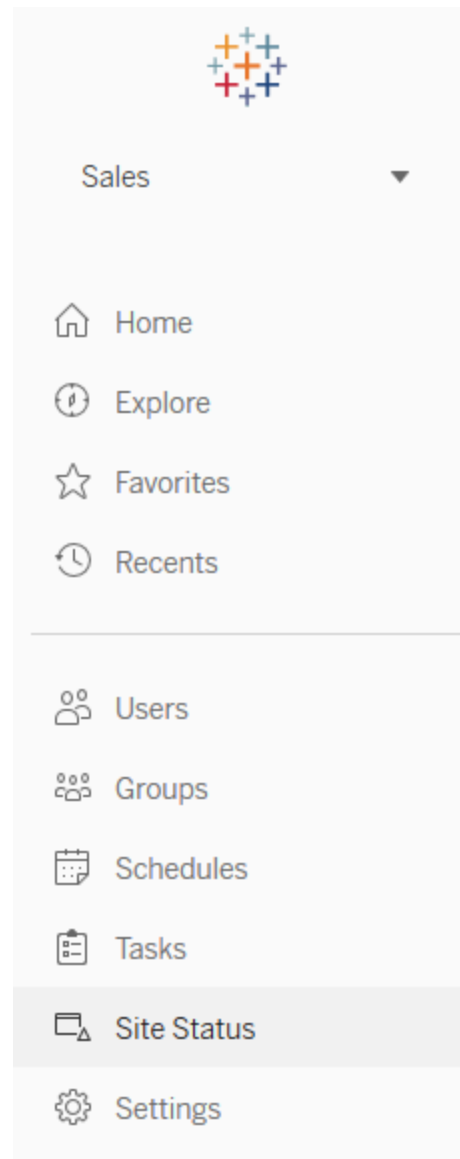 Sales
Home
Explore
Favorites
Recents
Users
Groups
Schedules
Tasks
Site Status
Settings